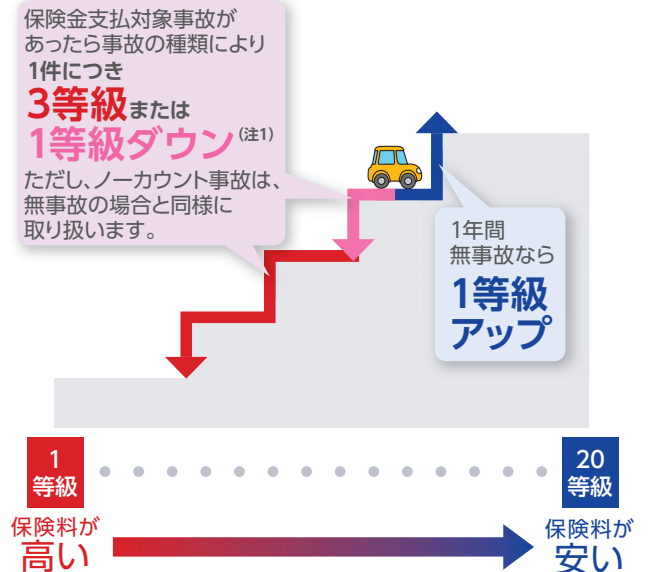 保険金支払対象事故が
あったら事故の種類により
1件につき
3等級または
1等級ダウン(注1)
ただし、ノーカウント事故は、
無事故の場合と同様に
取り扱います。
1年間
無事故なら
1等級
アップ
1
等級
20
等級
保険料が
高い
保険料が
安い